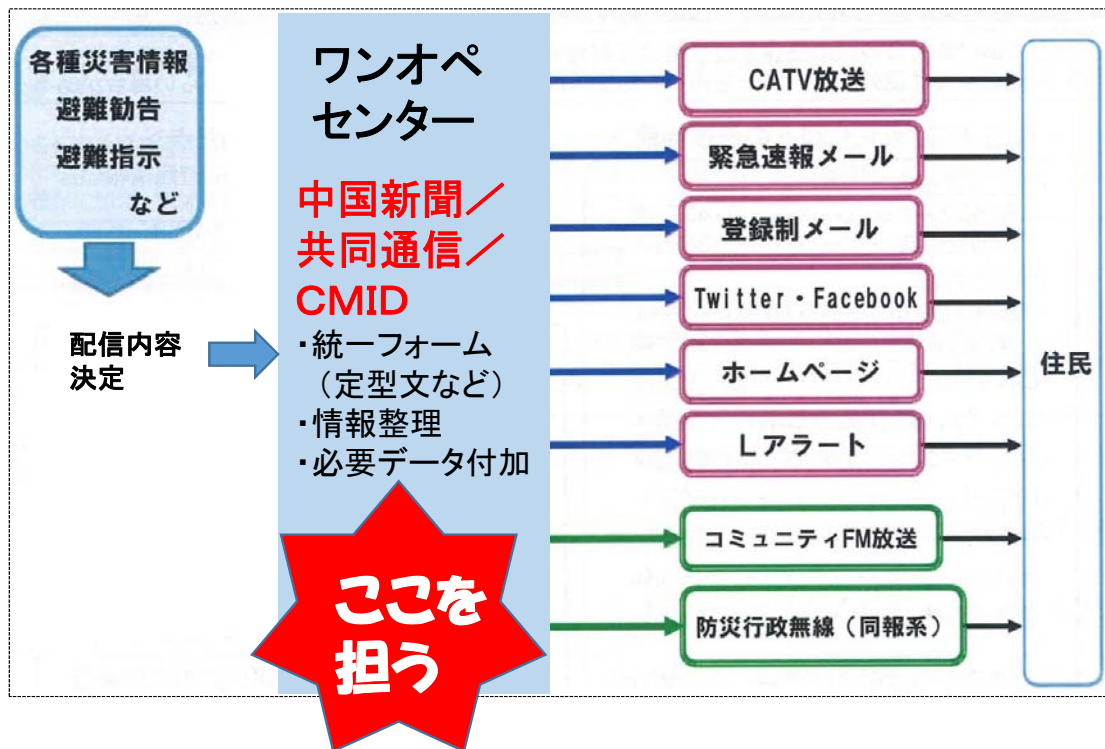 各種災害情報
避難勧告
避難指示
など
配信内容
決定
ワンオペ
センター
中国新聞／
共同通信／
CMID
・統一フォーム
（定型文など）
・情報整理
・必要データ付加
ここを
担う
CATV放送
緊急速報メール
登録制メール
Twitter・Facebook
ホームページ
Lアラート
コミュニティFM放送
防災行政無線（同報系）
住民